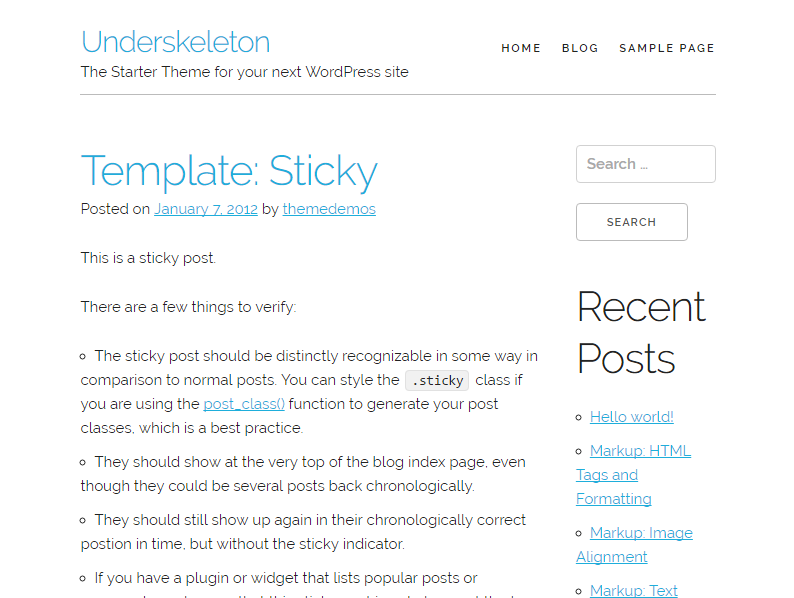 Underskeleton
The Starter Theme for your next WordPress site
HOME BLOG SAMPLE PAGE
Template: Sticky
Posted on January 7, 2012 by themedemos
This is a sticky post.
There are a few things to verify:
The sticky post should be distinctly recognizable in some way in
comparison to normal posts. You can style the .sticky class if
you are using the post_class() function to generate your post
classes, which is a best practice.
They should show at the very top of the blog index page, even
though they could be several posts back chronologically.
They should still show up again in their chronologically correct
postion in time, but without the sticky indicator.
If you have a plugin or widget that lists popular posts or
Search ...
SEARCH
Recent
Posts
Hello world!
Markup: HTML
Tags and
Formatting
Markup: Image
Alignment
Markup: Text